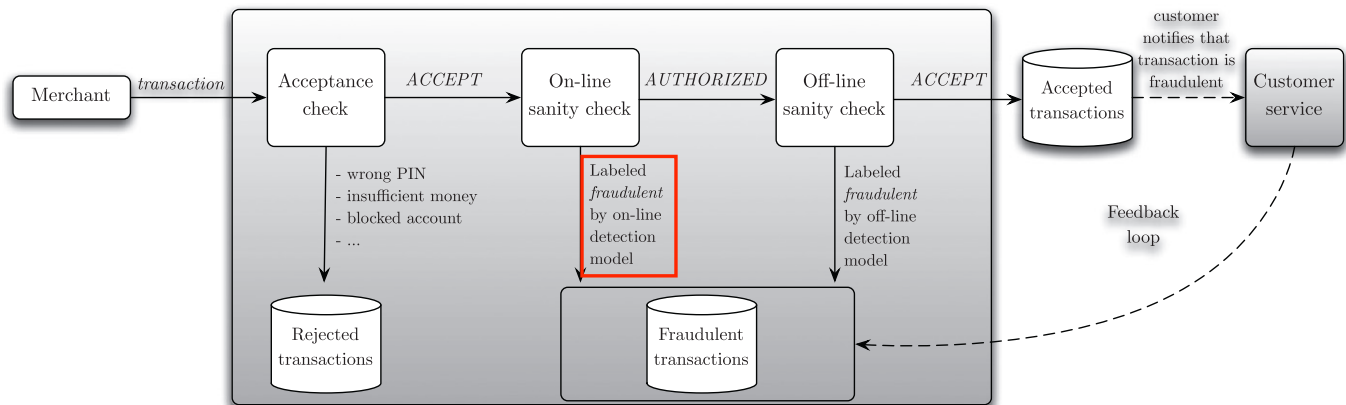 Merchant
transaction
Acceptance
check
ACCEPT
On-line
sanity check
AUTHORIZED
Off-line
sanity check
ACCEPT
Accepted
transactions
customer
notifies that
transaction is
fraudulent
Customer
service
- wrong PIN
- insufficient money
- blocked account
- ...
Labeled
fraudulent
by on-line
detection
model
Labeled
fraudulent
by off-line
detection
model
Feedback
loop
Rejected
transactions
Fraudulent
transactions